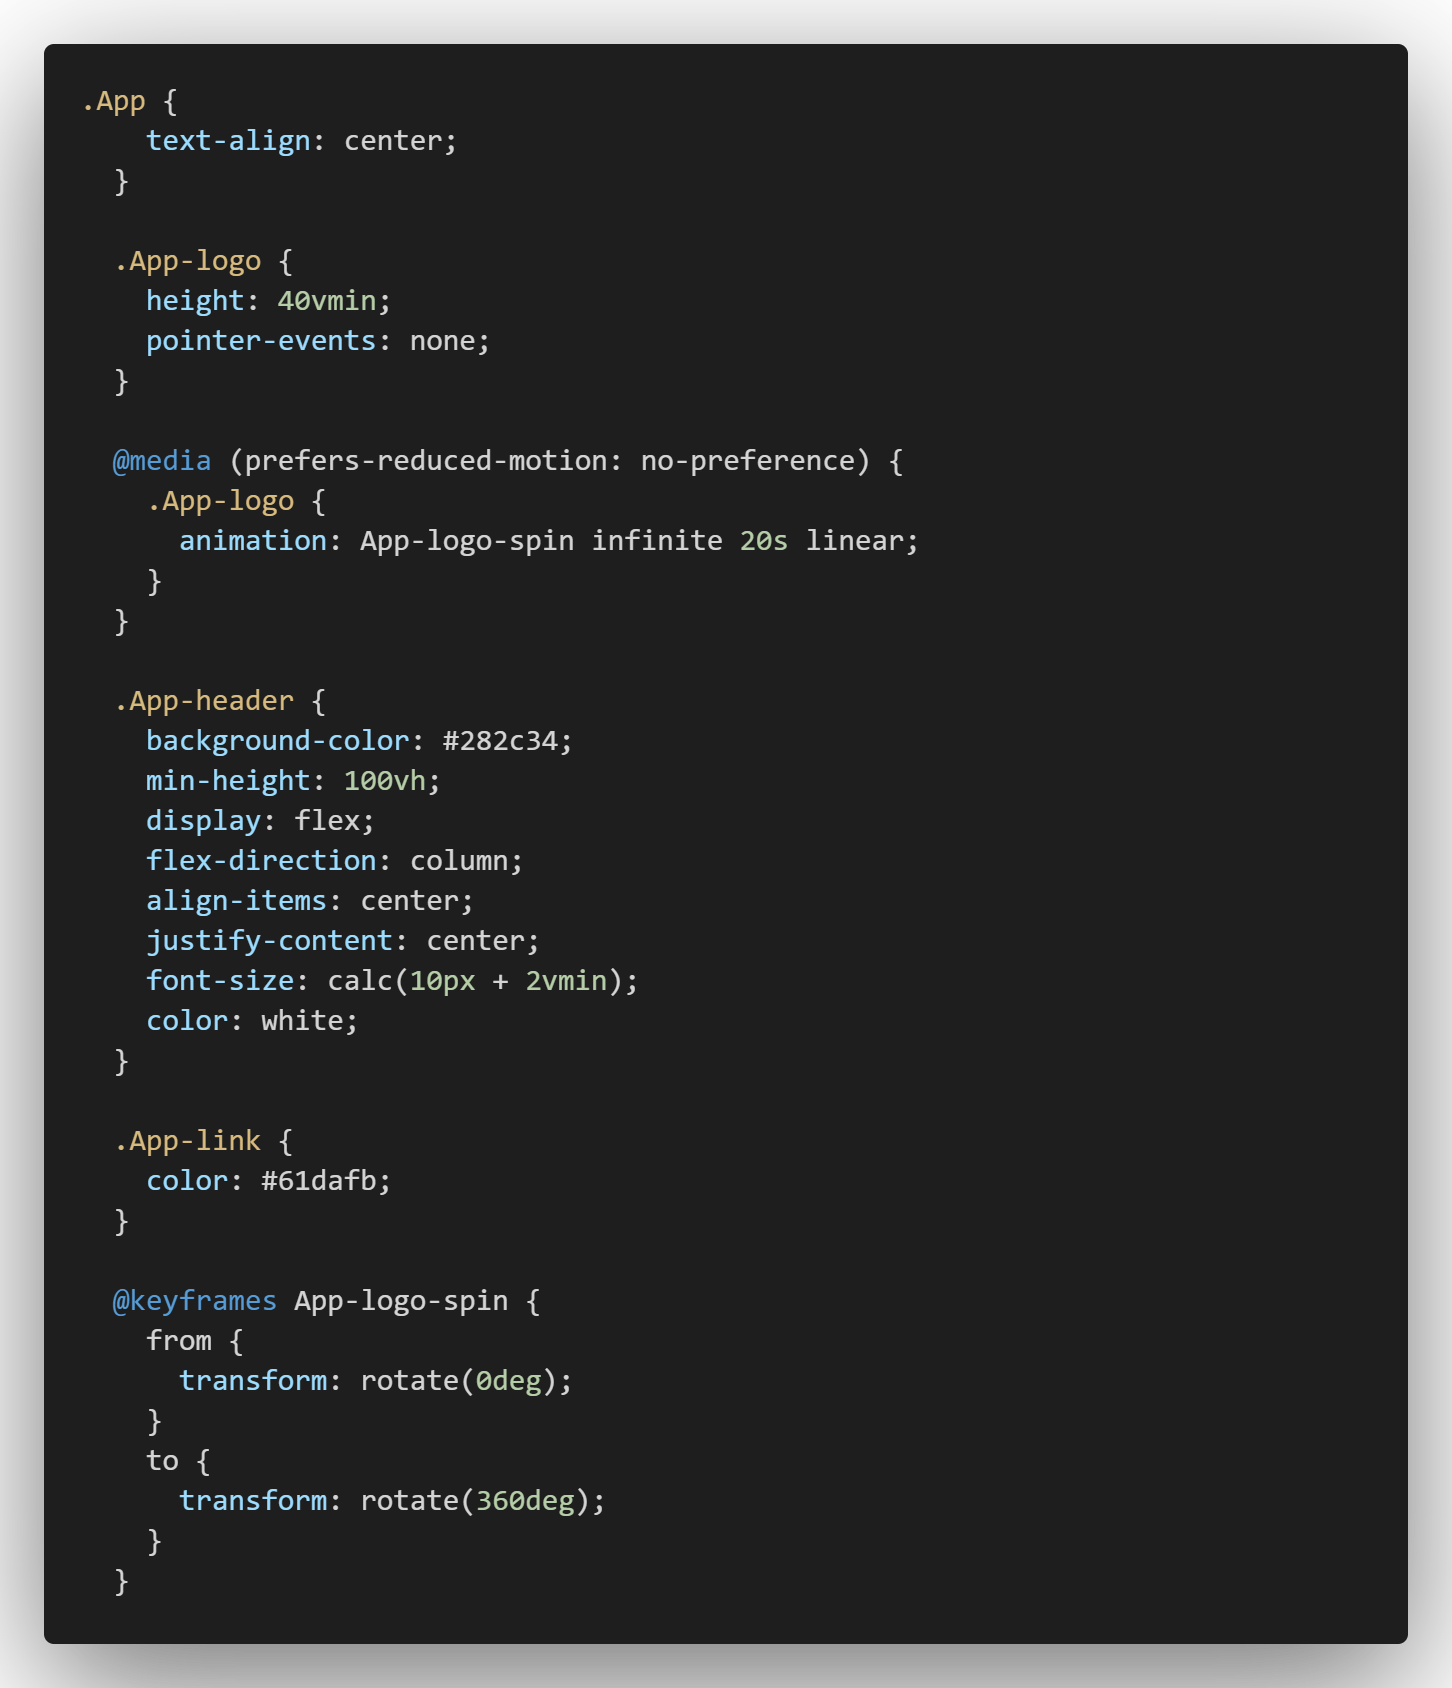 .App {
    text-align: center;
  }

  .App-logo {
    height: 40vmin;
    pointer-events: none;
  }

  @media (prefers-reduced-motion: no-preference) {
    .App-logo {
      animation: App-logo-spin infinite 20s linear;
    }
  }

  .App-header {
    background-color: #282c34;
    min-height: 100vh;
    display: flex;
    flex-direction: column;
    align-items: center;
    justify-content: center;
    font-size: calc(10px + 2vmin);
    color: white;
  }

  .App-link {
    color: #61dafb;
  }

  @keyframes App-logo-spin {
    from {
      transform: rotate(0deg);
    }
    to {
      transform: rotate(360deg);
    }
  }